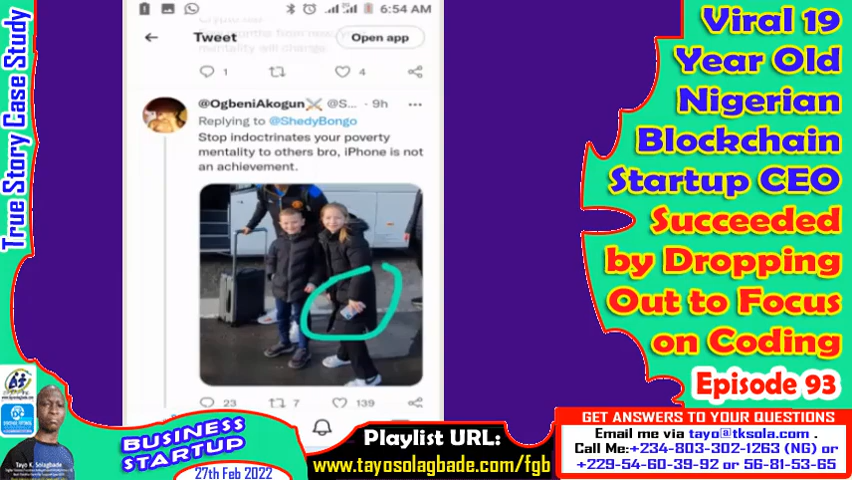 True Story Case Study
6:54 AM
Tweet
Open app
mentality will change.
1
4
@OgbeniAkogun⚔ @S... · 9h
Replying to @ShedyBongo
Stop indoctrinates your poverty
mentality to others bro, iPhone is not
an achievement.
23
7
139
Viral 19
Year Old
Nigerian
Blockchain
Startup CEO
Succeeded
by Dropping
Out to Focus
on Coding
Episode 93
Tayo K. Solagbade
BUSINESS
STARTUP
27th Feb 2022
Playlist URL:
www.tayosolagbade.com/fgb
GET ANSWERS TO YOUR QUESTIONS
Email me via tayo@tksola.com .
Call Me:+234-803-302-1263 (NG) or
+229-54-60-39-92 or 56-81-53-65